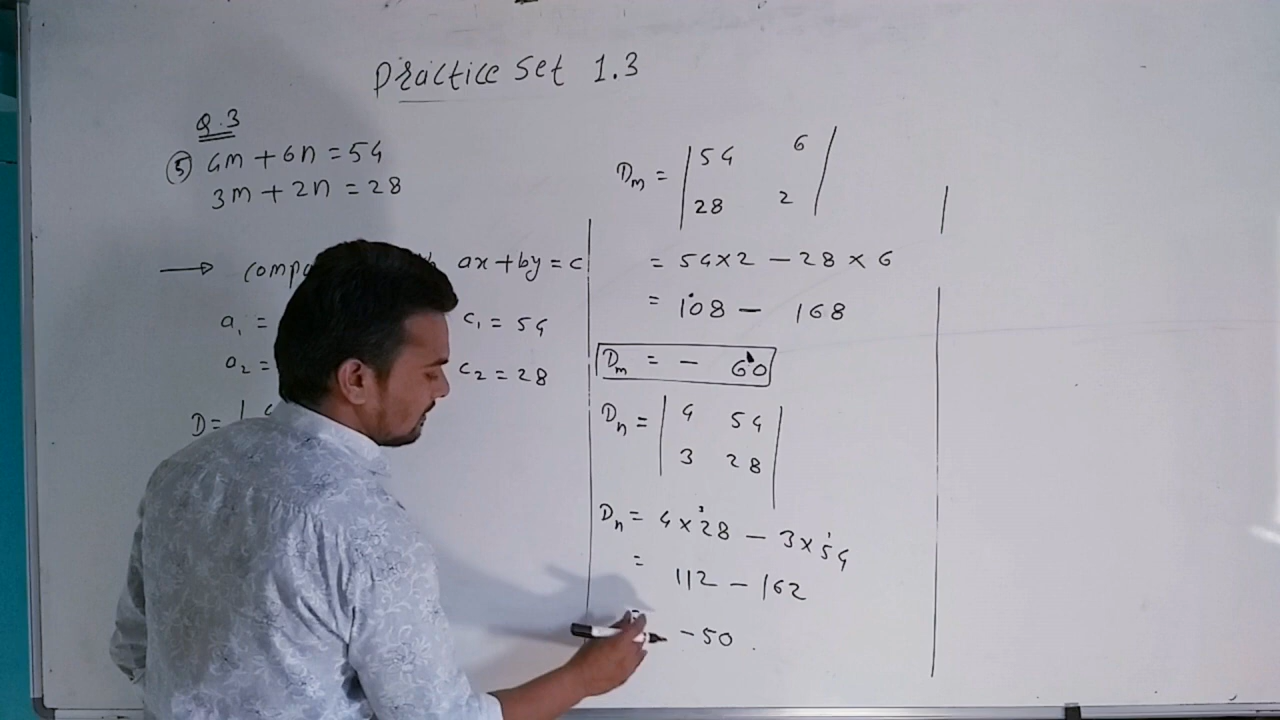 Practice Set 1.3
Q.3
⑤ 4m + 6n = 54
3m + 2n = 28
→ ax + by = c
a₁ = c₁ = 54
a₂ = c₂ = 28
D = |
Dm = | 54 6 |
| 28 2 |
= 54 × 2 − 28 × 6
= 108 − 168
Dm = − 60
Dn = | 4 54 |
| 3 28 |
Dn = 4 × 28 − 3 × 54
= 112 − 162
− 50